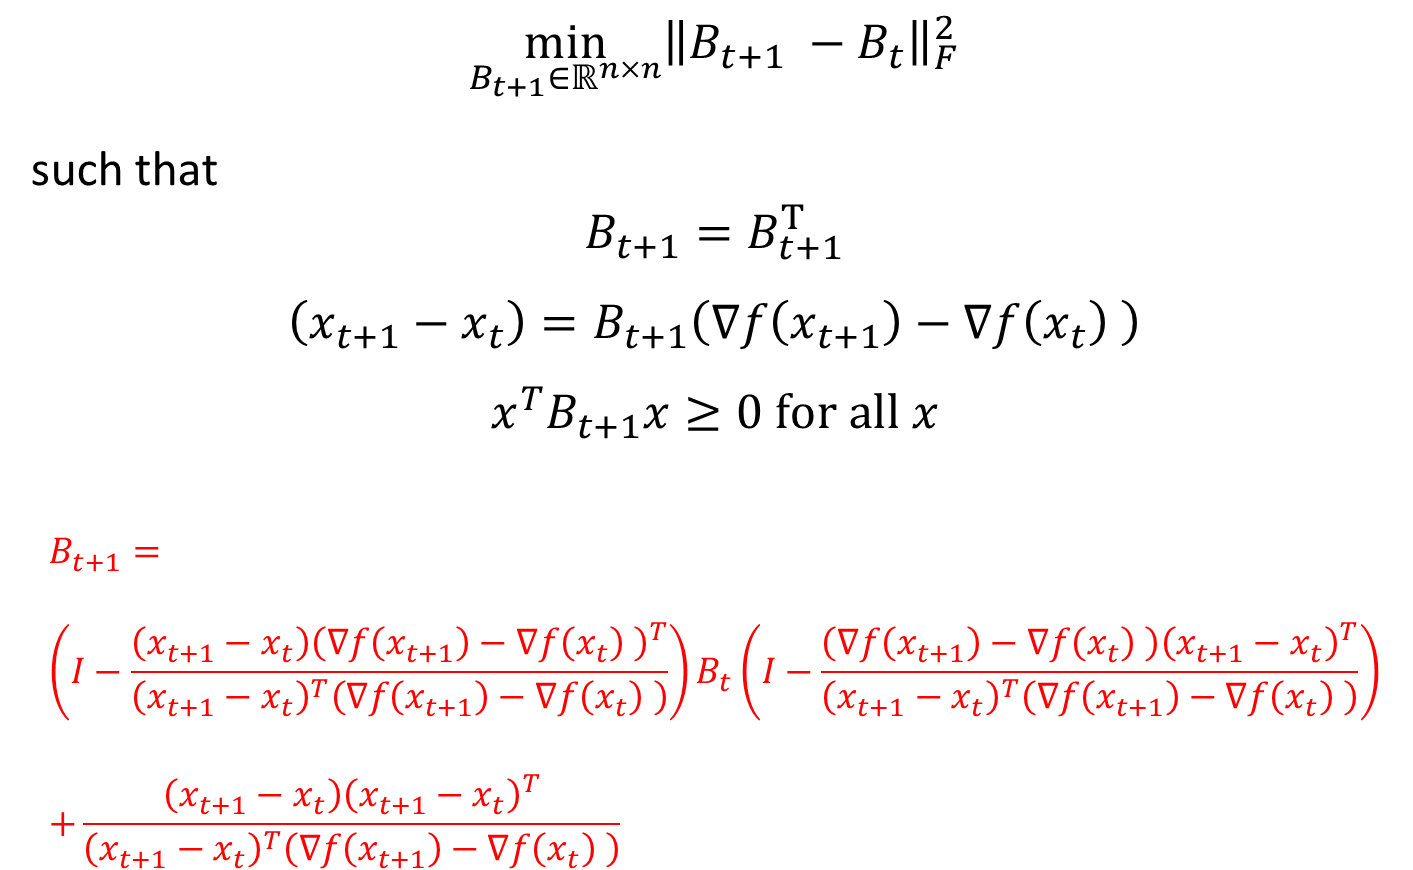 min_{B_{t+1}∈ℝ^{n×n}} ‖B_{t+1} − B_t‖_F^2
such that
B_{t+1} = B_{t+1}^T
(x_{t+1} − x_t) = B_{t+1}(∇f(x_{t+1}) − ∇f(x_t) )
x^T B_{t+1} x ≥ 0 for all x
B_{t+1} =
(I − \frac{(x_{t+1} − x_t)(∇f(x_{t+1}) − ∇f(x_t) )^T}{(x_{t+1} − x_t)^T(∇f(x_{t+1}) − ∇f(x_t) )}) B_t (I − \frac{(∇f(x_{t+1}) − ∇f(x_t) )(x_{t+1} − x_t)^T}{(x_{t+1} − x_t)^T(∇f(x_{t+1}) − ∇f(x_t) )})
+ \frac{(x_{t+1} − x_t)(x_{t+1} − x_t)^T}{(x_{t+1} − x_t)^T(∇f(x_{t+1}) − ∇f(x_t) )}